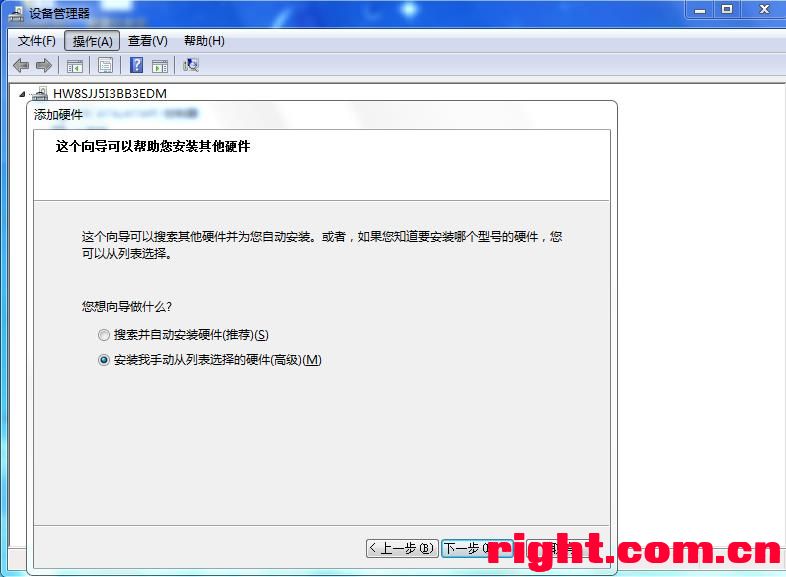 设备管理器
文件(F) 操作(A) 查看(V) 帮助(H)
HW8SJJ5I3BB3EDM
添加硬件
这个向导可以帮助您安装其他硬件
这个向导可以搜索其他硬件并为您自动安装。或者，如果您知道要安装哪个型号的硬件，您
可以从列表选择。
您想向导做什么?
搜索并自动安装硬件(推荐)(S)
安装我手动从列表选择的硬件(高级)(M)
<上一步(B) 下一步
right.com.cn